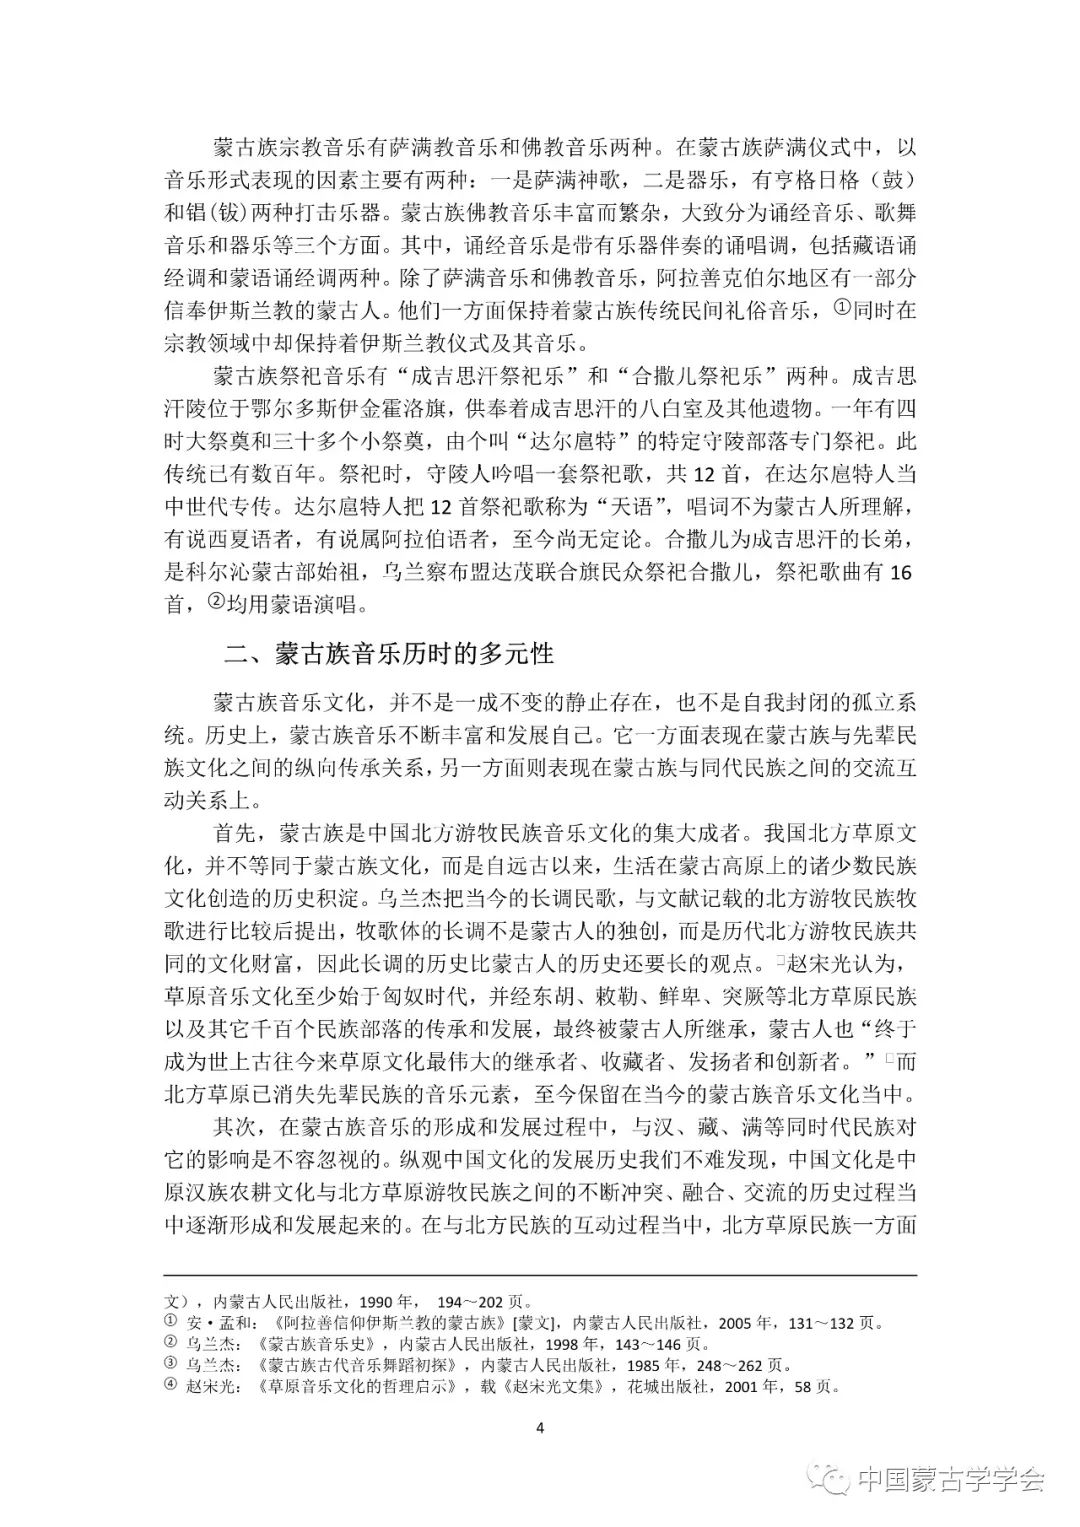 蒙古族宗教音乐有萨满教音乐和佛教音乐两种。在蒙古族萨满仪式中，以
音乐形式表现的因素主要有两种：一是萨满神歌，二是器乐，有亨格日格（鼓）
和锠(钹)两种打击乐器。蒙古族佛教音乐丰富而繁杂，大致分为诵经音乐、歌舞
音乐和器乐等三个方面。其中，诵经音乐是带有乐器伴奏的诵唱调，包括藏语诵
经调和蒙语诵经调两种。除了萨满音乐和佛教音乐，阿拉善克伯尔地区有一部分
信奉伊斯兰教的蒙古人。他们一方面保持着蒙古族传统民间礼俗音乐，①同时在
宗教领域中却保持着伊斯兰教仪式及其音乐。
蒙古族祭祀音乐有“成吉思汗祭祀乐”和“合撒儿祭祀乐”两种。成吉思
汗陵位于鄂尔多斯伊金霍洛旗，供奉着成吉思汗的八白室及其他遗物。一年有四
时大祭奠和三十多个小祭奠，由个叫“达尔扈特”的特定守陵部落专门祭祀。此
传统已有数百年。祭祀时，守陵人吟唱一套祭祀歌，共 12 首，在达尔扈特人当
中世代专传。达尔扈特人把 12 首祭祀歌称为“天语”，唱词不为蒙古人所理解，
有说西夏语者，有说属阿拉伯语者，至今尚无定论。合撒儿为成吉思汗的长弟，
是科尔沁蒙古部始祖，乌兰察布盟达茂联合旗民众祭祀合撒儿，祭祀歌曲有 16
首，②均用蒙语演唱。
二、蒙古族音乐历时的多元性
蒙古族音乐文化，并不是一成不变的静止存在，也不是自我封闭的孤立系
统。历史上，蒙古族音乐不断丰富和发展自己。它一方面表现在蒙古族与先辈民
族文化之间的纵向传承关系，另一方面则表现在蒙古族与同代民族之间的交流互
动关系上。
首先，蒙古族是中国北方游牧民族音乐文化的集大成者。我国北方草原文
化，并不等同于蒙古族文化，而是自远古以来，生活在蒙古高原上的诸少数民族
文化创造的历史积淀。乌兰杰把当今的长调民歌，与文献记载的北方游牧民族牧
歌进行比较后提出，牧歌体的长调不是蒙古人的独创，而是历代北方游牧民族共
同的文化财富，因此长调的历史比蒙古人的历史还要长的观点。赵宋光认为，
草原音乐文化至少始于匈奴时代，并经东胡、敕勒、鲜卑、突厥等北方草原民族
以及其它千百个民族部落的传承和发展，最终被蒙古人所继承，蒙古人也“终于
成为世上古往今来草原文化最伟大的继承者、收藏者、发扬者和创新者。”而
北方草原已消失先辈民族的音乐元素，至今保留在当今的蒙古族音乐文化当中。
其次，在蒙古族音乐的形成和发展过程中，与汉、藏、满等同时代民族对
它的影响是不容忽视的。纵观中国文化的发展历史我们不难发现，中国文化是中
原汉族农耕文化与北方草原游牧民族之间的不断冲突、融合、交流的历史过程当
中逐渐形成和发展起来的。在与北方民族的互动过程当中，北方草原民族一方面
文），内蒙古人民出版社，1990 年， 194～202 页。
① 安·孟和：《阿拉善信仰伊斯兰教的蒙古族》[蒙文]，内蒙古人民出版社，2005 年，131～132 页。
② 乌兰杰：《蒙古族音乐史》，内蒙古人民出版社，1998 年，143～146 页。
③ 乌兰杰：《蒙古族古代音乐舞蹈初探》，内蒙古人民出版社，1985 年，248～262 页。
④ 赵宋光：《草原音乐文化的哲理启示》，载《赵宋光文集》，花城出版社，2001 年，58 页。
4
中国蒙古学学会